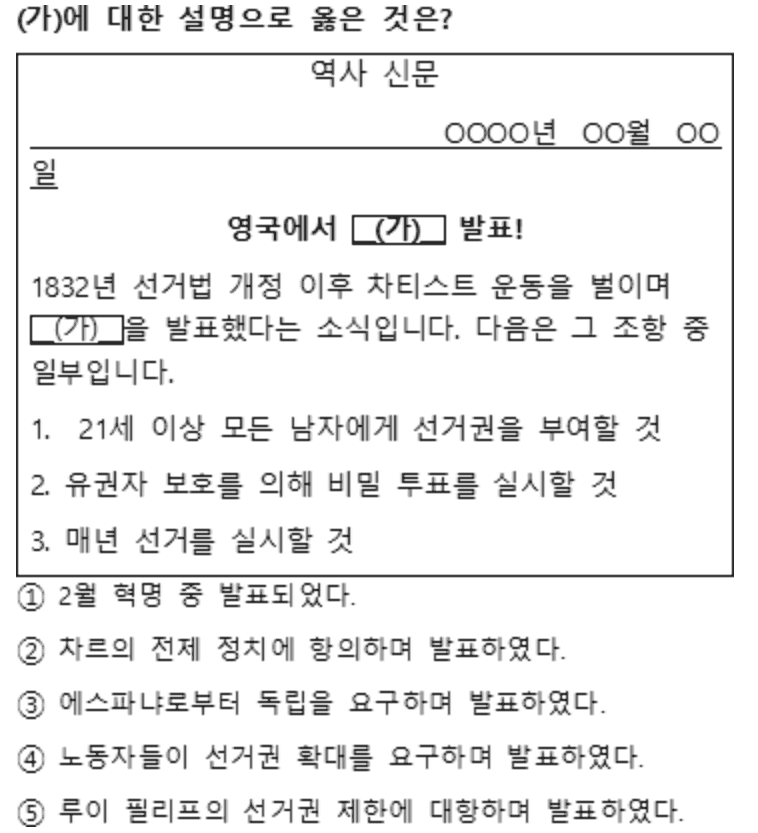 (가)에 대한 설명으로 옳은 것은?
역사 신문
OOOO년 OO월 OO
일
영국에서 (가) 발표!
1832년 선거법 개정 이후 차티스트 운동을 벌이며
(가) 을 발표했다는 소식입니다. 다음은 그 조항 중
일부입니다.
1. 21세 이상 모든 남자에게 선거권을 부여할 것
2. 유권자 보호를 의해 비밀 투표를 실시할 것
3. 매년 선거를 실시할 것
① 2월 혁명 중 발표되었다.
② 차르의 전제 정치에 항의하며 발표하였다.
③ 에스파냐로부터 독립을 요구하며 발표하였다.
④ 노동자들이 선거권 확대를 요구하며 발표하였다.
⑤ 루이 필리프의 선거권 제한에 대항하며 발표하였다.